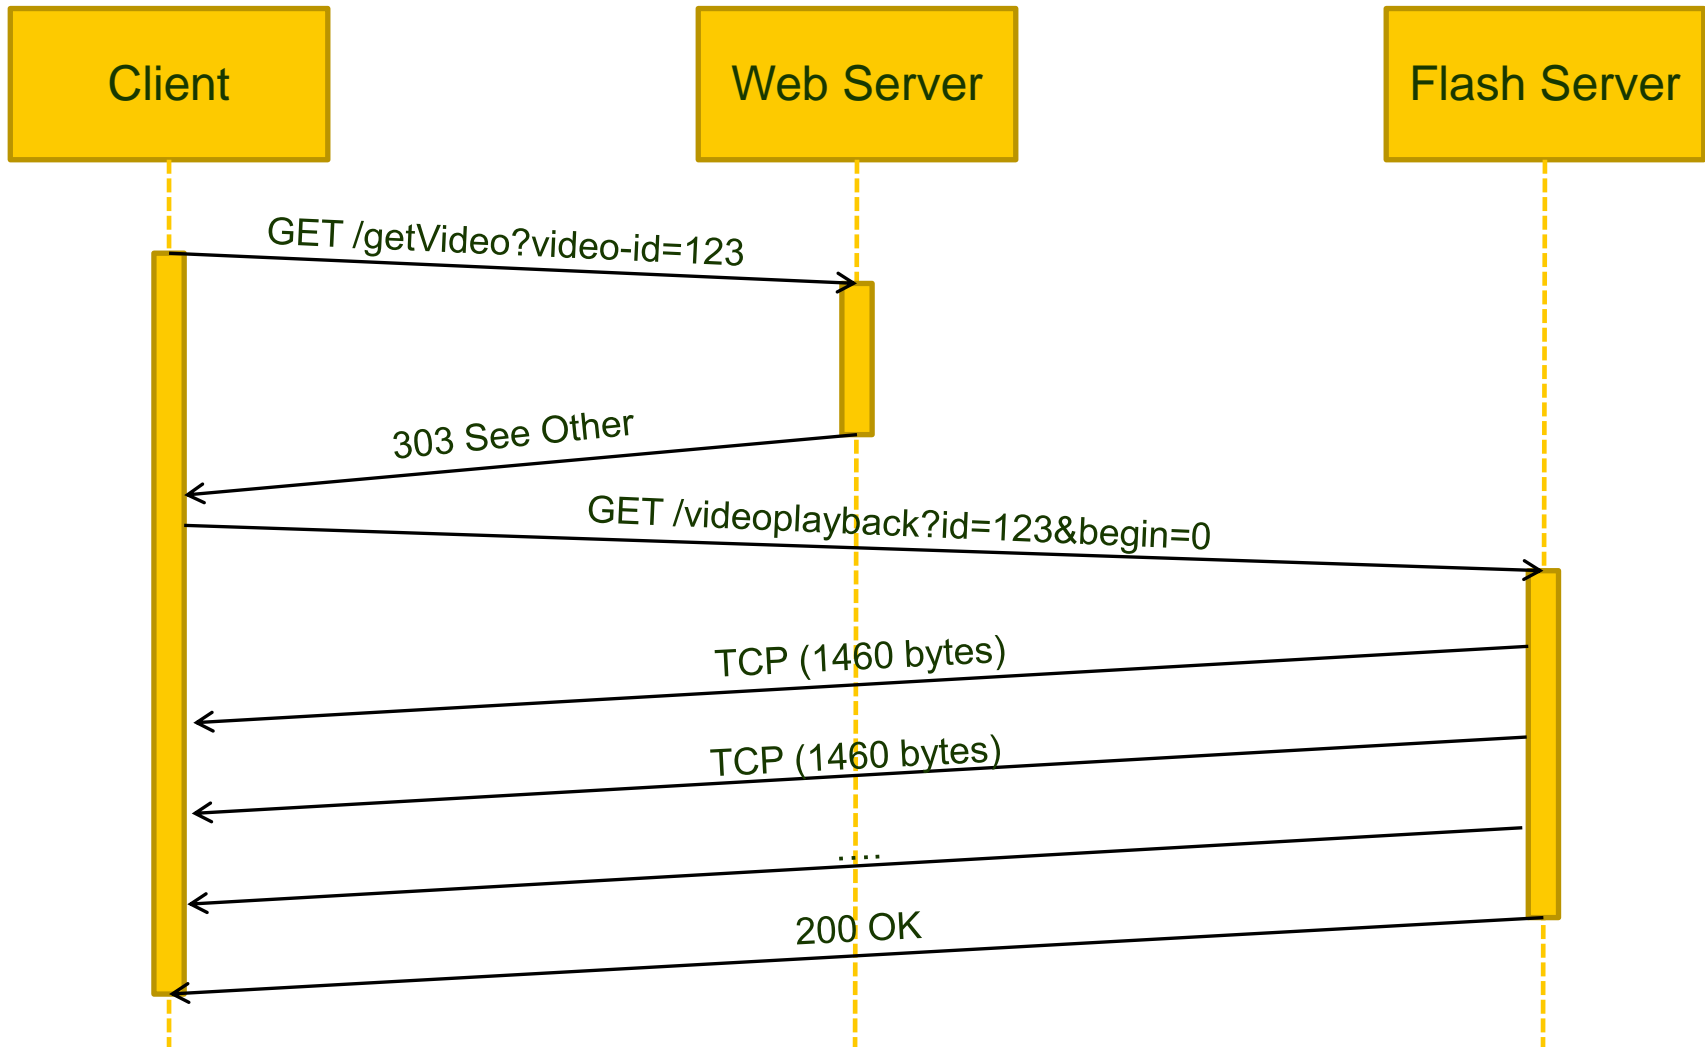 Client
Web Server
Flash Server
GET /getVideo?video-id=123
303 See Other
GET /videoplayback?id=123&begin=0
TCP (1460 bytes)
TCP (1460 bytes)
....
200 OK